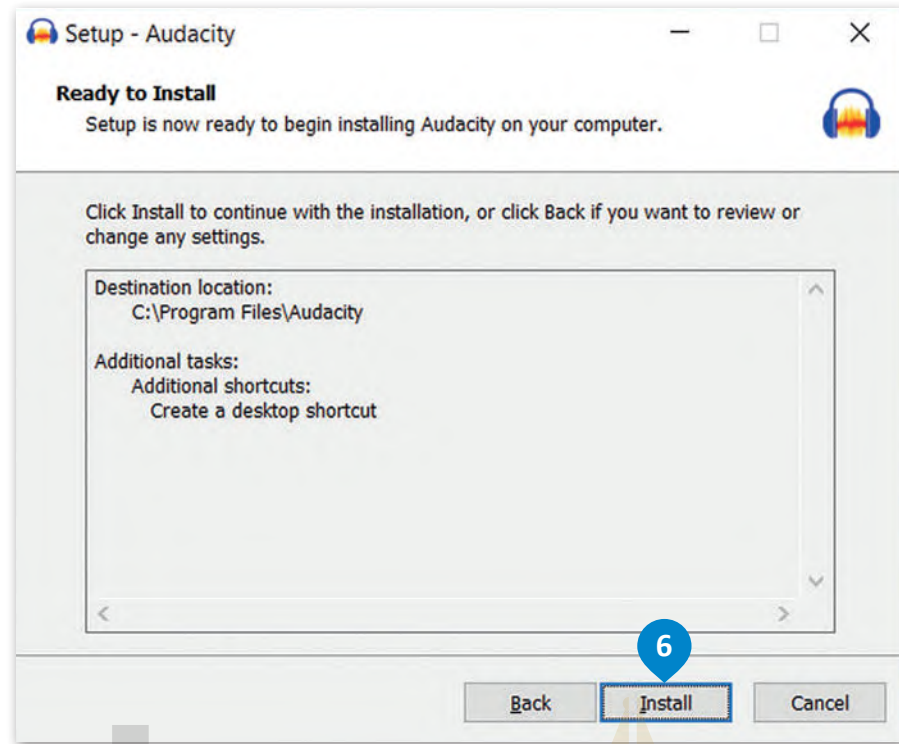 Setup - Audacity
Ready to Install
Setup is now ready to begin installing Audacity on your computer.
Click Install to continue with the installation, or click Back if you want to review or
change any settings.
Destination location:
C:\Program Files\Audacity
Additional tasks:
Additional shortcuts:
Create a desktop shortcut
6
Back
Install
Cancel